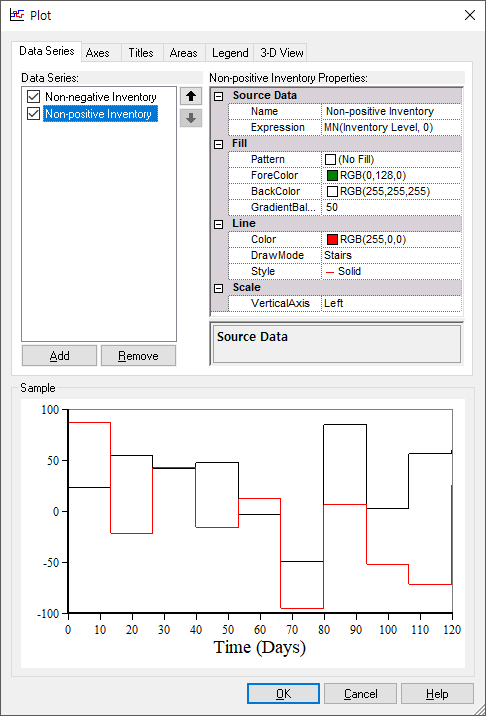 Plot
Data Series Axes Titles Areas Legend 3-D View
Data Series:
Non-negative Inventory
Non-positive Inventory
Add Remove
Non-positive Inventory Properties:
Source Data
Name Non-positive Inventory
Expression MN(Inventory Level, 0)
Fill
Pattern (No Fill)
ForeColor RGB(0,128,0)
BackColor RGB(255,255,255)
GradientBal... 50
Line
Color RGB(255,0,0)
DrawMode Stairs
Style Solid
Scale
VerticalAxis Left
Source Data
Sample
100
50
0
-50
-100
0 10 20 30 40 50 60 70 80 90 100 110 120
Time (Days)
OK Cancel Help